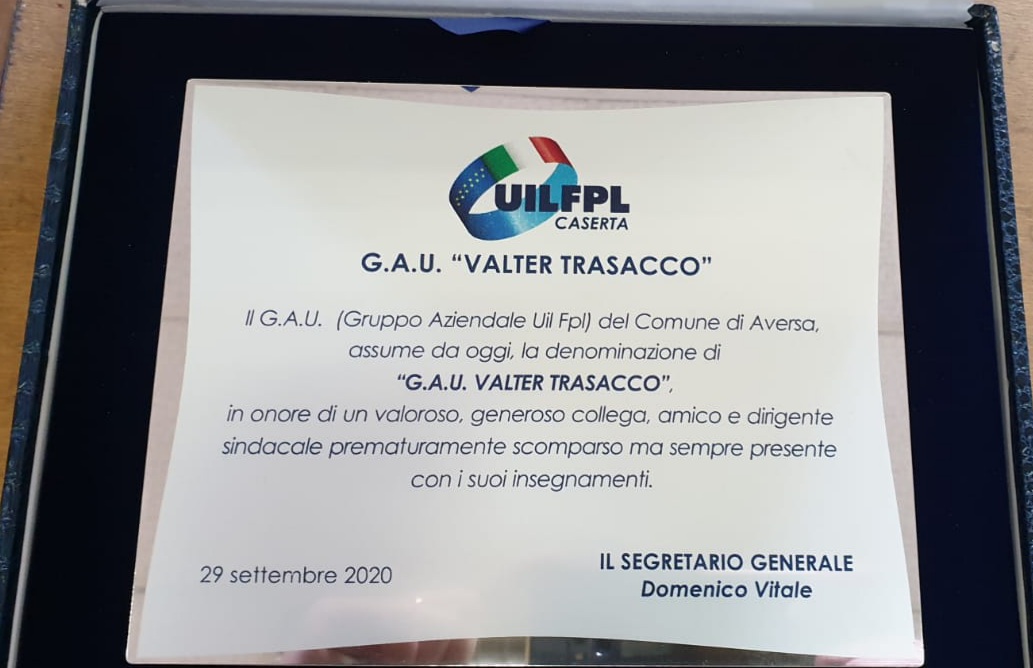 UILFPL
CASERTA
G.A.U. “VALTER TRASACCO”
Il G.A.U. (Gruppo Aziendale Uil Fpl) del Comune di Aversa,
assume da oggi, la denominazione di
“G.A.U. VALTER TRASACCO”,
in onore di un valoroso, generoso collega, amico e dirigente
sindacale prematuramente scomparso ma sempre presente
con i suoi insegnamenti.
29 settembre 2020
IL SEGRETARIO GENERALE
Domenico Vitale